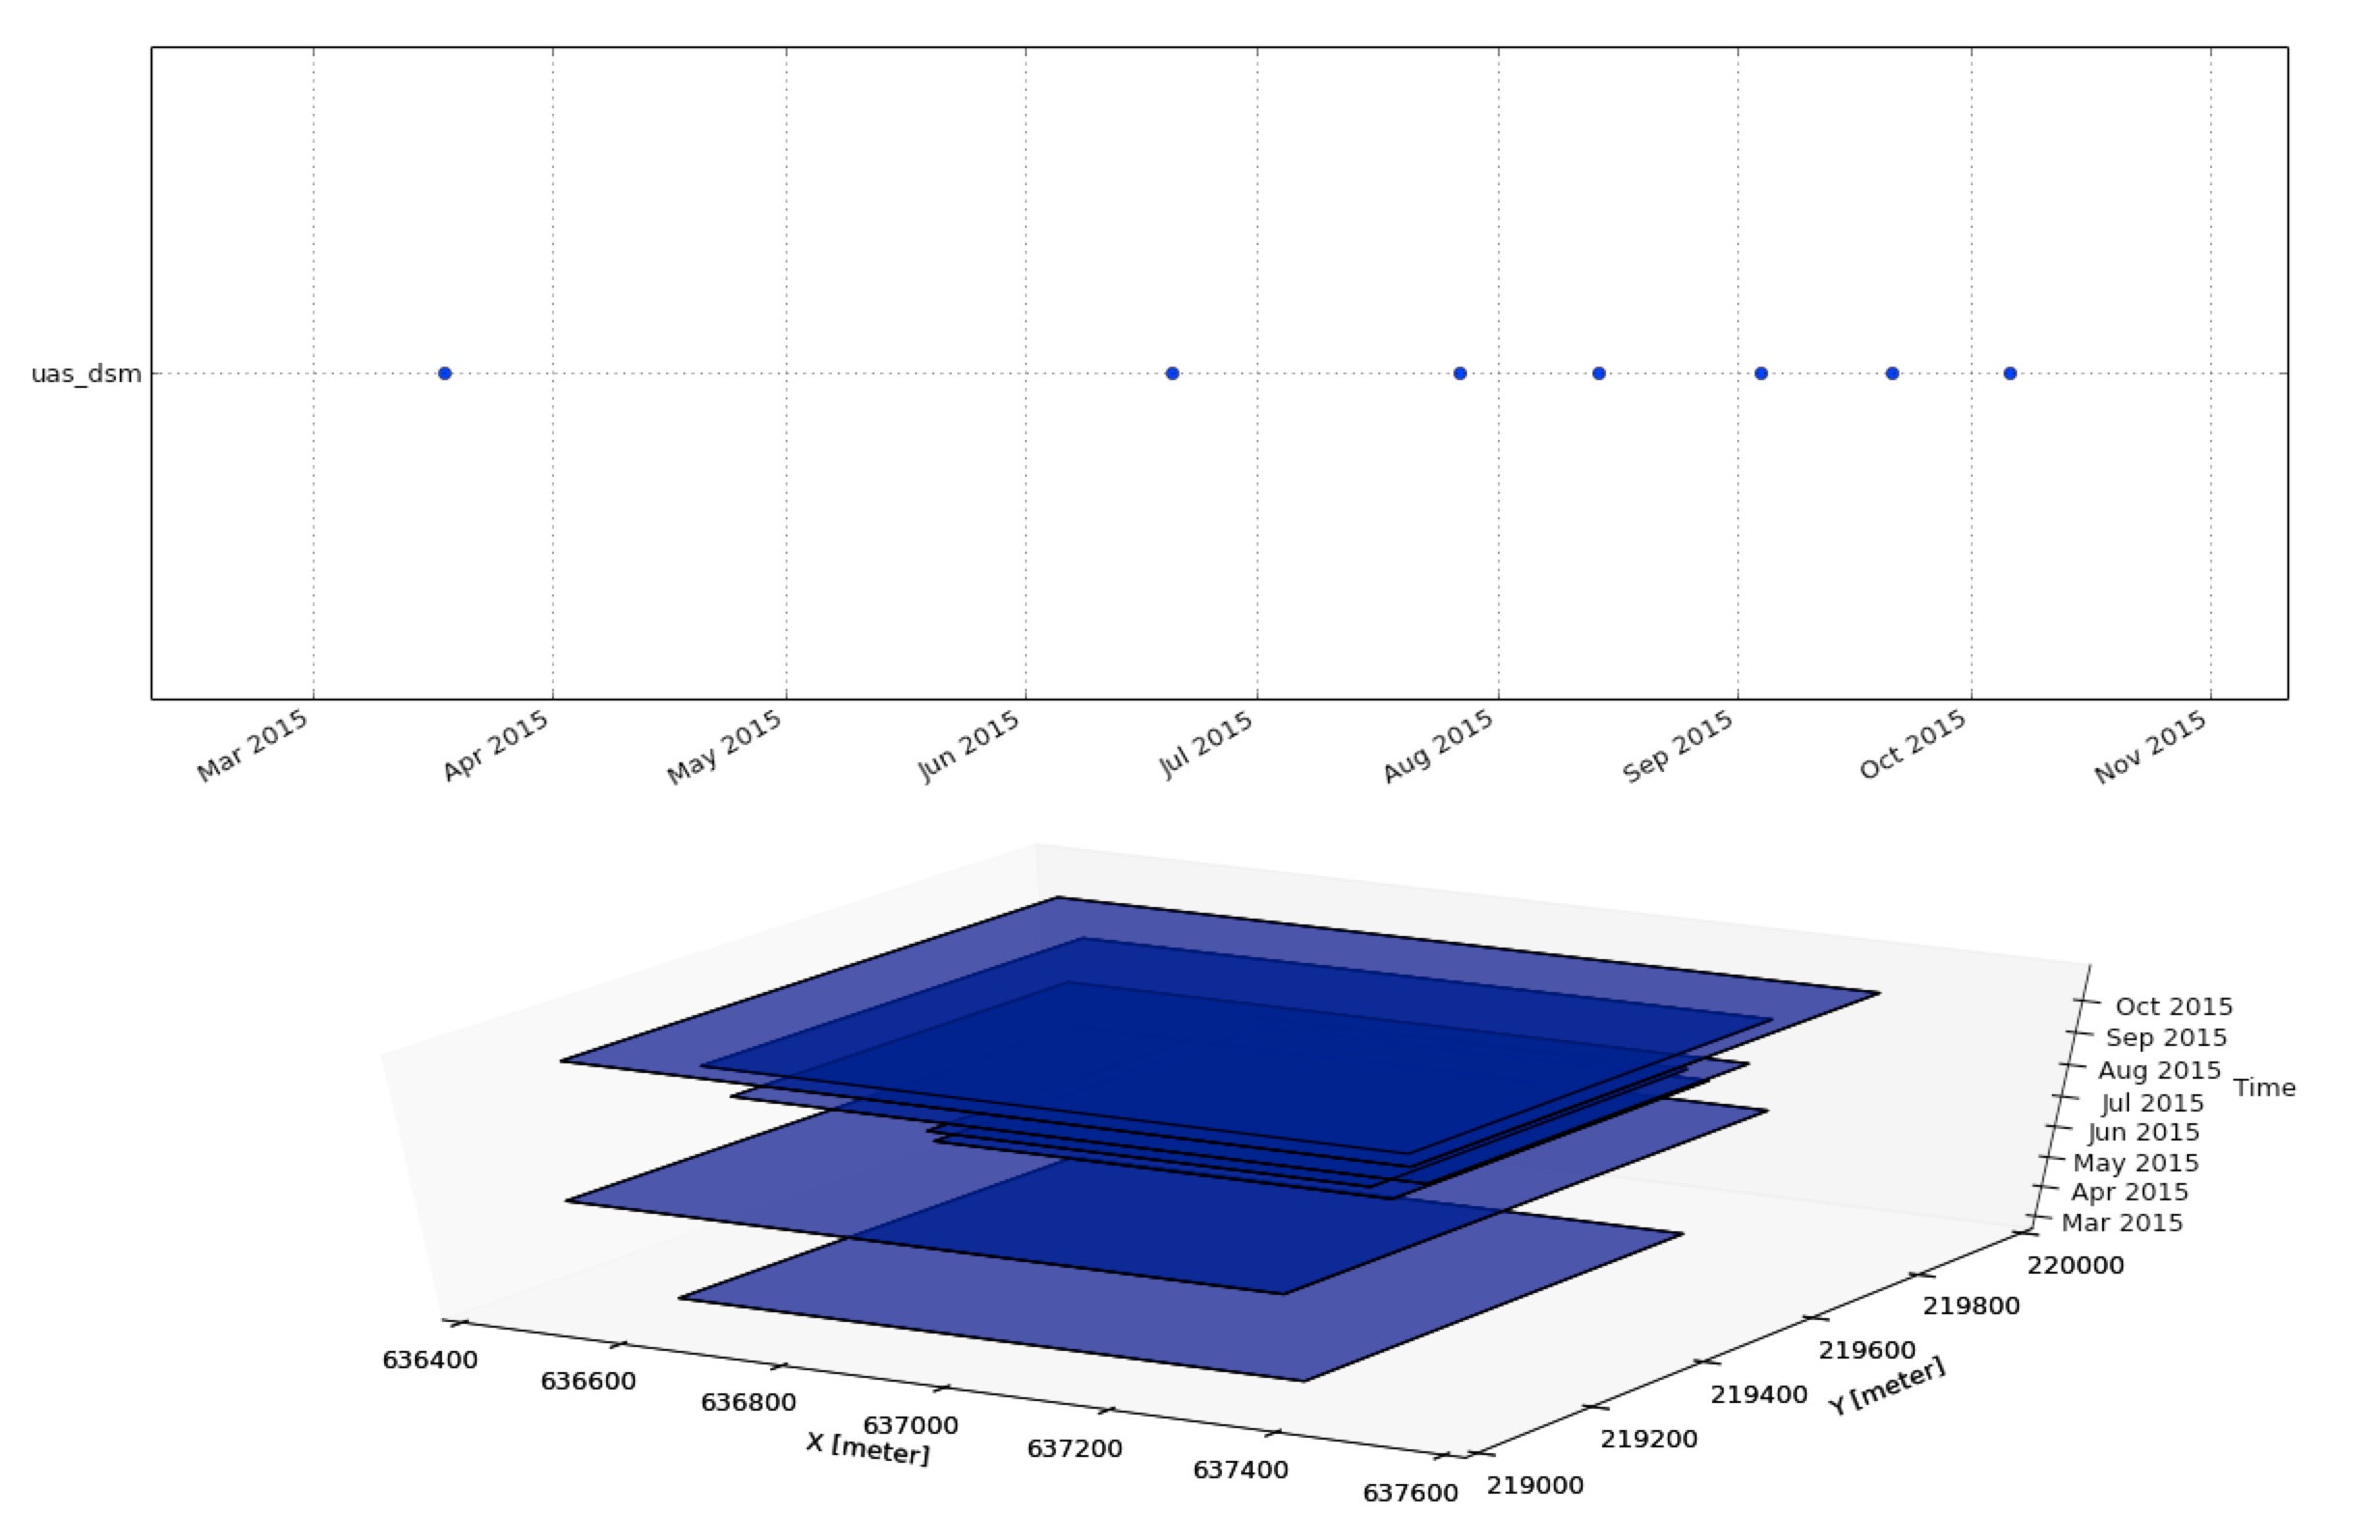 uas_dsm
Mar 2015
Apr 2015
May 2015
Jun 2015
Jul 2015
Aug 2015
Sep 2015
Oct 2015
Nov 2015
Oct 2015
Sep 2015
Aug 2015
Time
Jul 2015
Jun 2015
May 2015
Apr 2015
Mar 2015
220000
219800
219600
219400
219200
219000
Y [meter]
636400
636600
636800
637000
637200
637400
637600
X [meter]